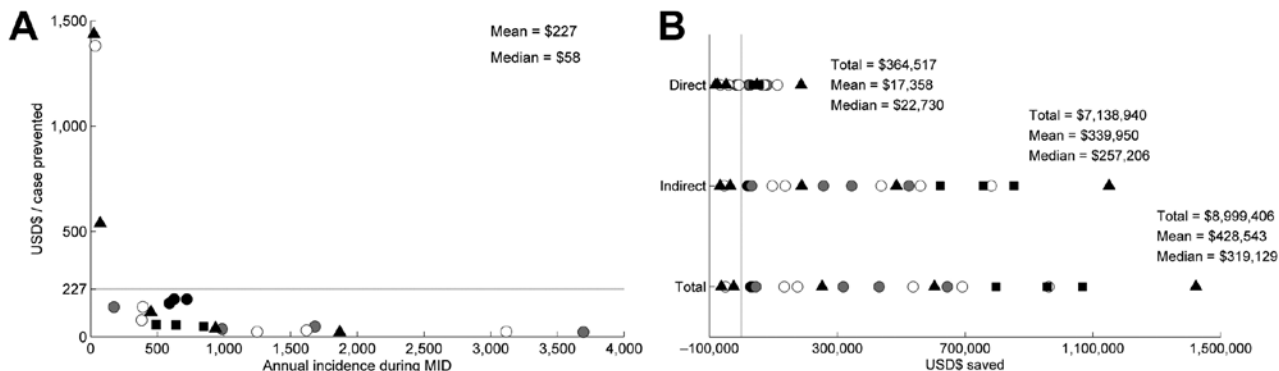 A
1,500
1,000
500
227
0
USD$ / case prevented
Mean = $227
Median = $58
0 500 1,000 1,500 2,000 2,500 3,000 3,500 4,000
Annual incidence during MID
B
Direct
Total = $364,517
Mean = $17,358
Median = $22,730
Total = $7,138,940
Mean = $339,950
Median = $257,206
Indirect
Total = $8,999,406
Mean = $428,543
Median = $319,129
Total
–100,000 300,000 700,000 1,100,000 1,500,000
USD$ saved